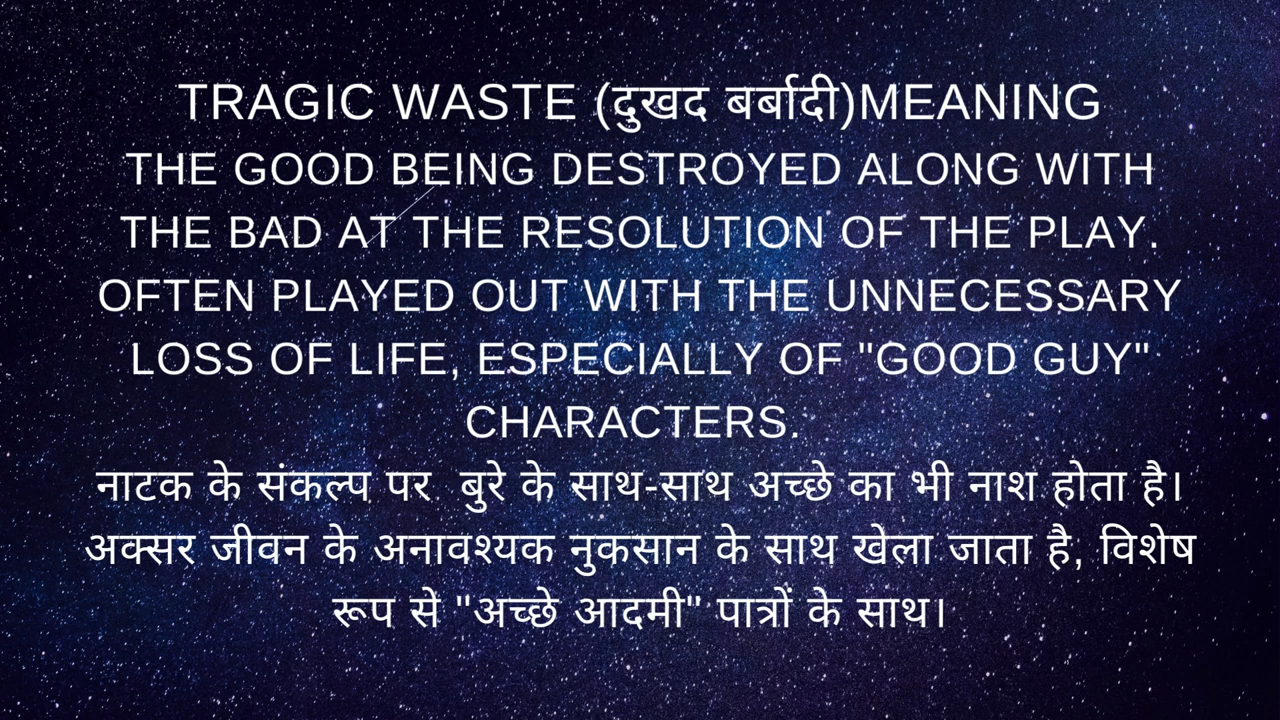 TRAGIC WASTE (दुखद बर्बादी)MEANING
THE GOOD BEING DESTROYED ALONG WITH
THE BAD AT THE RESOLUTION OF THE PLAY.
OFTEN PLAYED OUT WITH THE UNNECESSARY
LOSS OF LIFE, ESPECIALLY OF "GOOD GUY"
CHARACTERS.
नाटक के संकल्प पर  बुरे के साथ-साथ अच्छे का भी नाश होता है।
अक्सर जीवन के अनावश्यक नुकसान के साथ खेला जाता है, विशेष
रूप से "अच्छे आदमी" पात्रों के साथ।